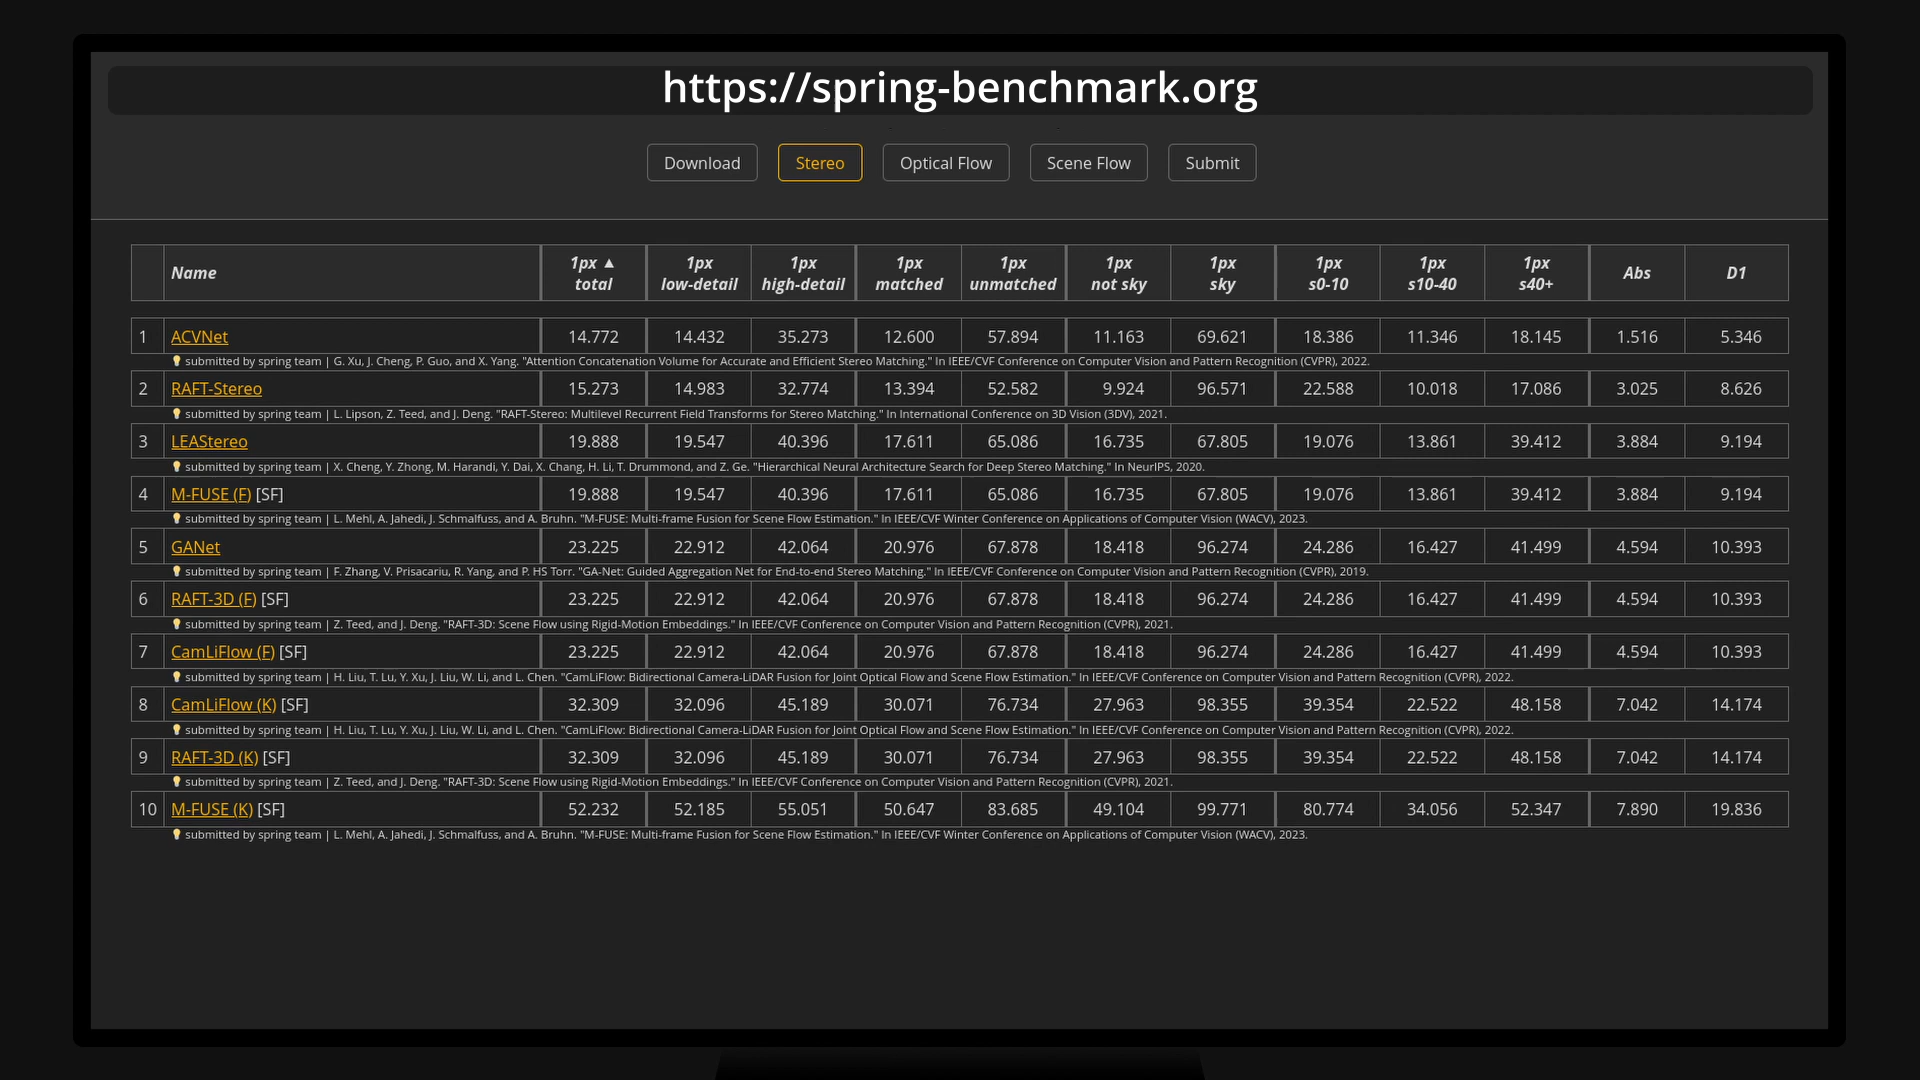 https://spring-benchmark.org
Download Stereo Optical Flow Scene Flow Submit
Name 1px ▲ total 1px low-detail 1px high-detail 1px matched 1px unmatched 1px not sky 1px sky 1px s0-10 1px s10-40 1px s40+ Abs D1
1 ACVNet 14.772 14.432 35.273 12.600 57.894 11.163 69.621 18.386 11.346 18.145 1.516 5.346
submitted by spring team | G. Xu, J. Cheng, P. Guo, and X. Yang. "Attention Concatenation Volume for Accurate and Efficient Stereo Matching." In IEEE/CVF Conference on Computer Vision and Pattern Recognition (CVPR), 2022.
2 RAFT-Stereo 15.273 14.983 32.774 13.394 52.582 9.924 96.571 22.588 10.018 17.086 3.025 8.626
submitted by spring team | L. Lipson, Z. Teed, and J. Deng. "RAFT-Stereo: Multilevel Recurrent Field Transforms for Stereo Matching." In International Conference on 3D Vision (3DV), 2021.
3 LEAStereo 19.888 19.547 40.396 17.611 65.086 16.735 67.805 19.076 13.861 39.412 3.884 9.194
submitted by spring team | X. Cheng, Y. Zhong, M. Harandi, Y. Dai, X. Chang, H. Li, T. Drummond, and Z. Ge. "Hierarchical Neural Architecture Search for Deep Stereo Matching." In NeurIPS, 2020.
4 M-FUSE (F) [SF] 19.888 19.547 40.396 17.611 65.086 16.735 67.805 19.076 13.861 39.412 3.884 9.194
submitted by spring team | L. Mehl, A. Jahedi, J. Schmalfuss, and A. Bruhn. "M-FUSE: Multi-frame Fusion for Scene Flow Estimation." In IEEE/CVF Winter Conference on Applications of Computer Vision (WACV), 2023.
5 GANet 23.225 22.912 42.064 20.976 67.878 18.418 96.274 24.286 16.427 41.499 4.594 10.393
submitted by spring team | F. Zhang, V. Prisacariu, R. Yang, and P. HS Torr. "GA-Net: Guided Aggregation Net for End-to-end Stereo Matching." In IEEE/CVF Conference on Computer Vision and Pattern Recognition (CVPR), 2019.
6 RAFT-3D (F) [SF] 23.225 22.912 42.064 20.976 67.878 18.418 96.274 24.286 16.427 41.499 4.594 10.393
submitted by spring team | Z. Teed, and J. Deng. "RAFT-3D: Scene Flow using Rigid-Motion Embeddings." In IEEE/CVF Conference on Computer Vision and Pattern Recognition (CVPR), 2021.
7 CamLiFlow (F) [SF] 23.225 22.912 42.064 20.976 67.878 18.418 96.274 24.286 16.427 41.499 4.594 10.393
submitted by spring team | H. Liu, T. Lu, Y. Xu, J. Liu, W. Li, and L. Chen. "CamLiFlow: Bidirectional Camera-LiDAR Fusion for Joint Optical Flow and Scene Flow Estimation." In IEEE/CVF Conference on Computer Vision and Pattern Recognition (CVPR), 2022.
8 CamLiFlow (K) [SF] 32.309 32.096 45.189 30.071 76.734 27.963 98.355 39.354 22.522 48.158 7.042 14.174
submitted by spring team | H. Liu, T. Lu, Y. Xu, J. Liu, W. Li, and L. Chen. "CamLiFlow: Bidirectional Camera-LiDAR Fusion for Joint Optical Flow and Scene Flow Estimation." In IEEE/CVF Conference on Computer Vision and Pattern Recognition (CVPR), 2022.
9 RAFT-3D (K) [SF] 32.309 32.096 45.189 30.071 76.734 27.963 98.355 39.354 22.522 48.158 7.042 14.174
submitted by spring team | Z. Teed, and J. Deng. "RAFT-3D: Scene Flow using Rigid-Motion Embeddings." In IEEE/CVF Conference on Computer Vision and Pattern Recognition (CVPR), 2021.
10 M-FUSE (K) [SF] 52.232 52.185 55.051 50.647 83.685 49.104 99.771 80.774 34.056 52.347 7.890 19.836
submitted by spring team | L. Mehl, A. Jahedi, J. Schmalfuss, and A. Bruhn. "M-FUSE: Multi-frame Fusion for Scene Flow Estimation." In IEEE/CVF Winter Conference on Applications of Computer Vision (WACV), 2023.